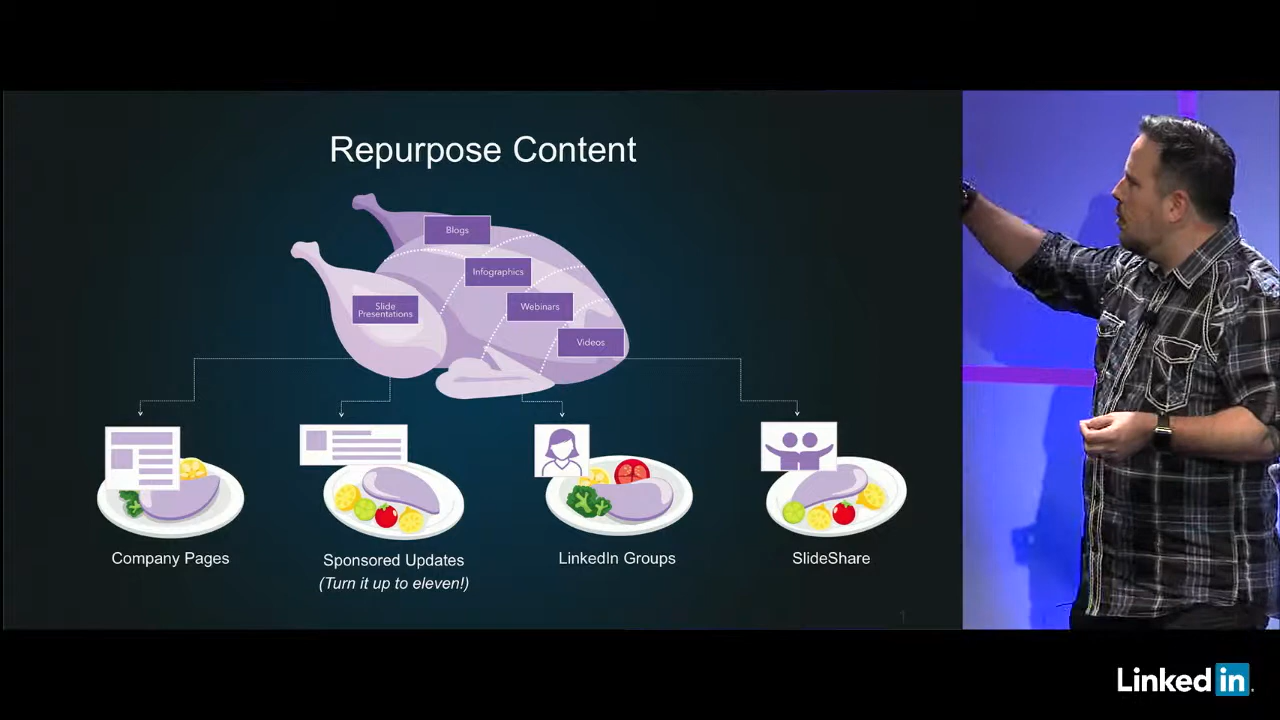 Repurpose Content
Blogs
Infographics
Slide
Presentations
Webinars
Videos
Company Pages
Sponsored Updates
(Turn it up to eleven!)
LinkedIn Groups
SlideShare
1
Linked in.